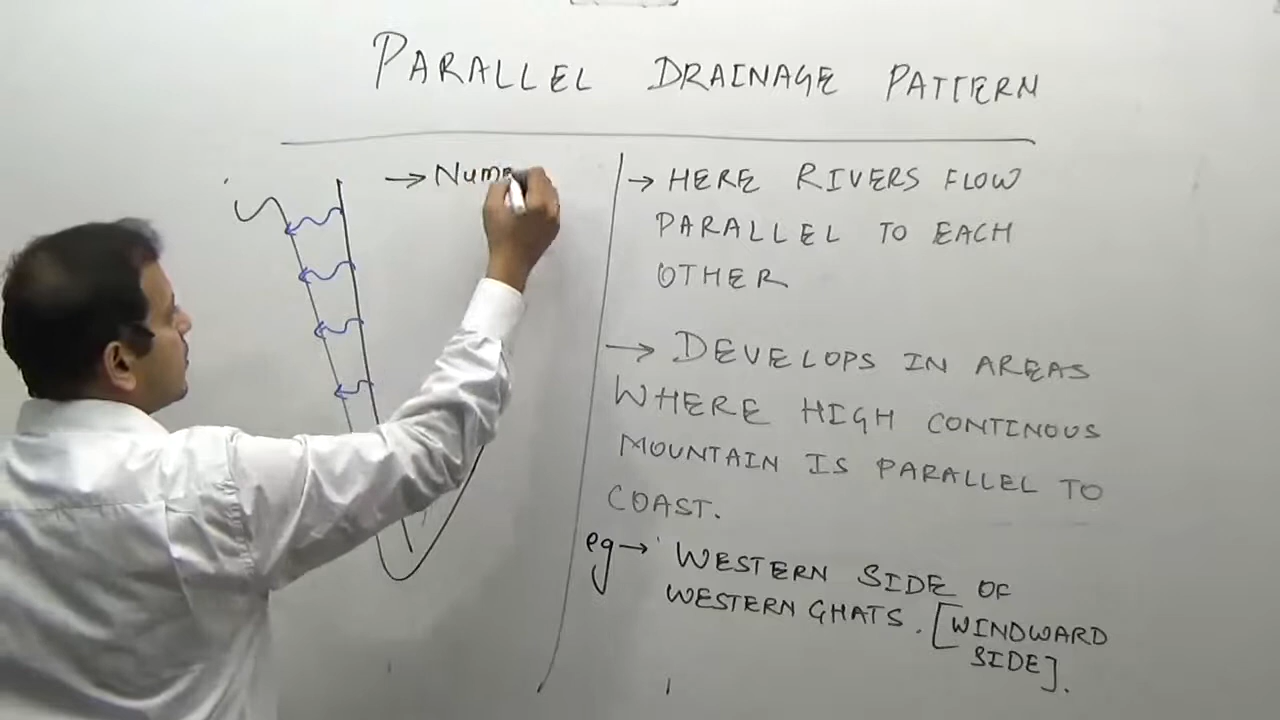 PARALLEL DRAINAGE PATTERN
→ Num
→ HERE RIVERS FLOW
PARALLEL TO EACH
OTHER
→ DEVELOPS IN AREAS
WHERE HIGH CONTINOUS
MOUNTAIN IS PARALLEL TO
COAST.
eg → WESTERN SIDE OF
WESTERN GHATS. [WINDWARD
SIDE].